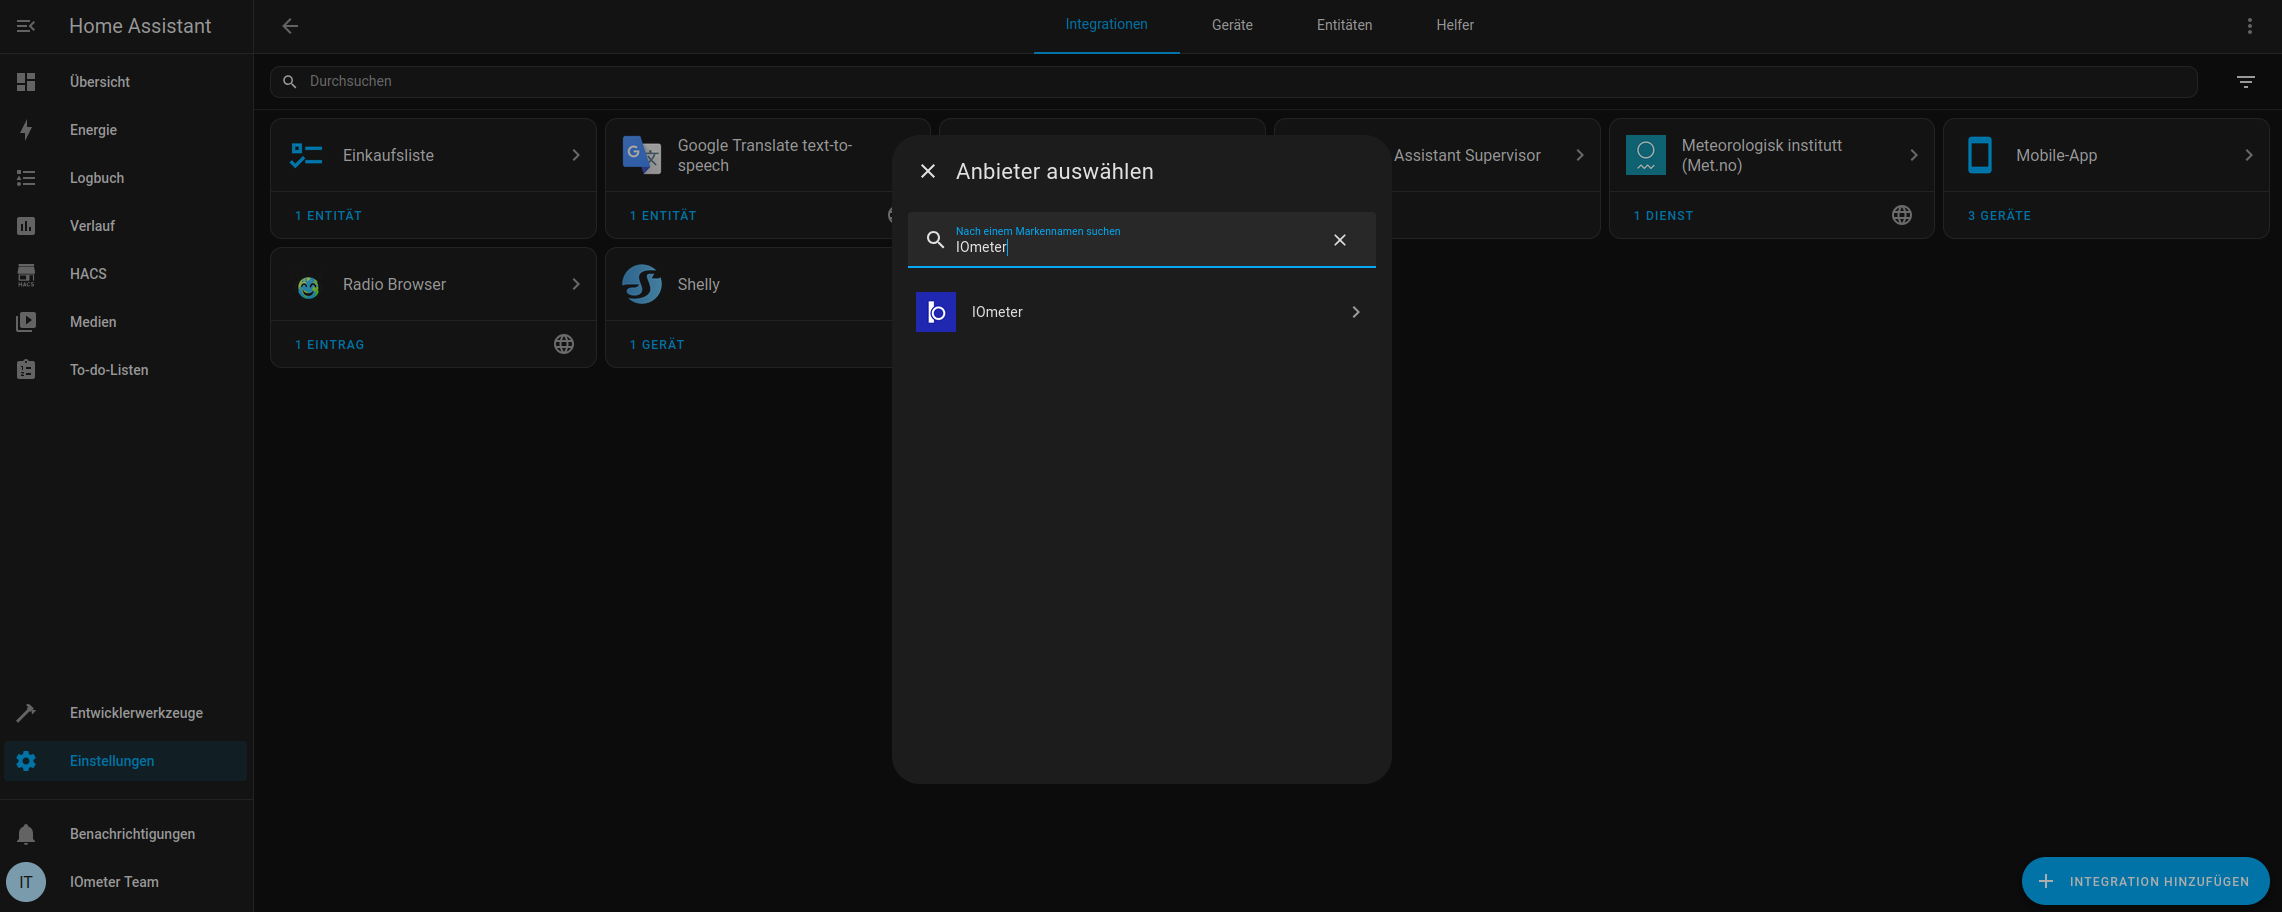 Home Assistant
Integrationen
Geräte
Entitäten
Helfer
Übersicht
Energie
Logbuch
Verlauf
HACS
HACS
Medien
To-do-Listen
Entwicklerwerkzeuge
Einstellungen
Benachrichtigungen
IT
IOmeter Team
Durchsuchen
Einkaufsliste
1 ENTITÄT
Google Translate text-to-
speech
1 ENTITÄT
Assistant Supervisor
Meteorologisk institutt
(Met.no)
1 DIENST
Mobile-App
3 GERÄTE
Radio Browser
1 EINTRAG
Shelly
1 GERÄT
Anbieter auswählen
Nach einem Markennamen suchen
IOmeter
IOmeter
INTEGRATION HINZUFÜGEN